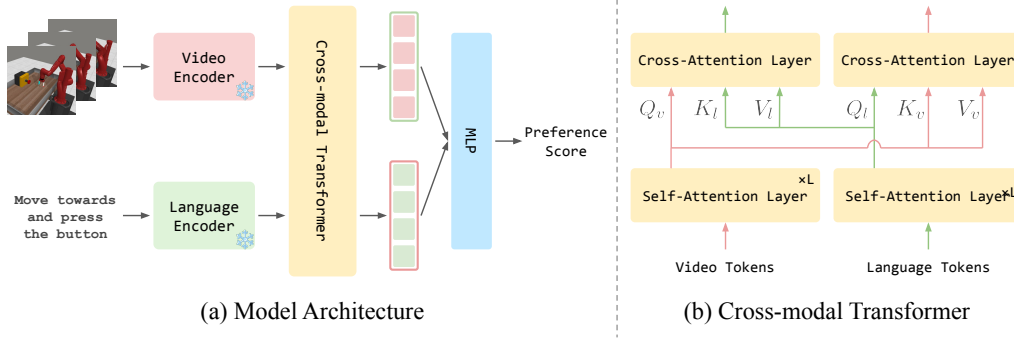 Video
Encoder
Move towards
and press
the button
Language
Encoder
Cross-modal Transformer
MLP
Preference
Score
(a) Model Architecture
Cross-Attention Layer
Cross-Attention Layer
Q_v K_l V_l Q_l K_v V_v
×L
Self-Attention Layer
×L
Self-Attention Layer
Video Tokens
Language Tokens
(b) Cross-modal Transformer